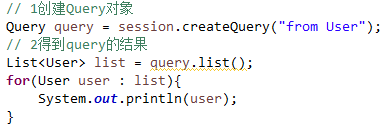 // 1创建Query对象
Query query = session.createQuery("from User");
// 2得到query的结果
List<User> list = query.list();
for(User user : list){
    System.out.println(user);
}